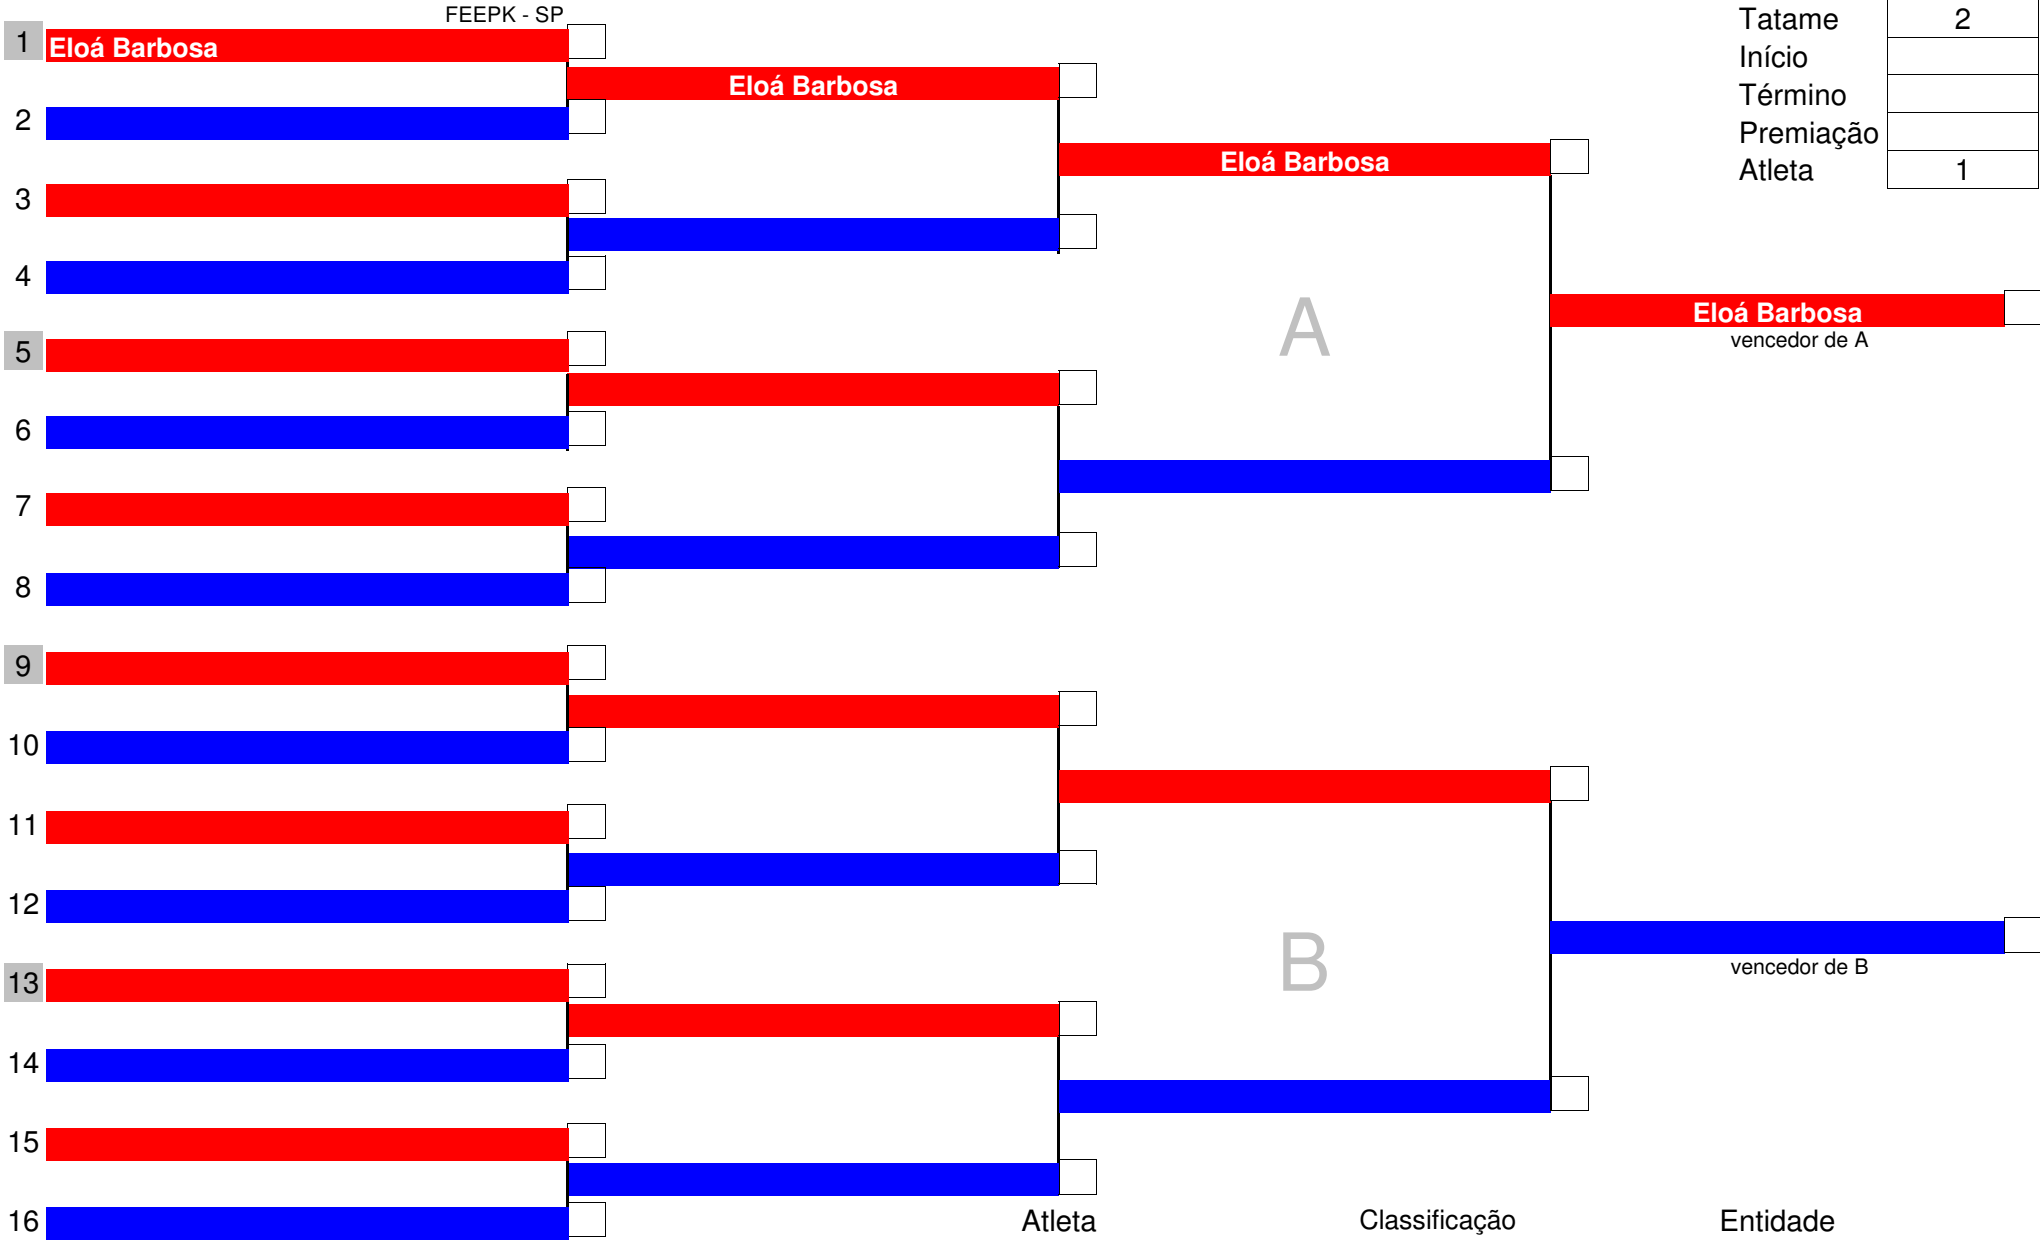 FEEPK - SP
Tatame 2
1 Eloá Barbosa
Início
Eloá Barbosa
Término
2
Premiação
Eloá Barbosa
Atleta 1
3
4
A
Eloá Barbosa
vencedor de A
5
6
7
8
9
10
11
12
B
vencedor de B
13
14
15
16
Atleta Classificação Entidade